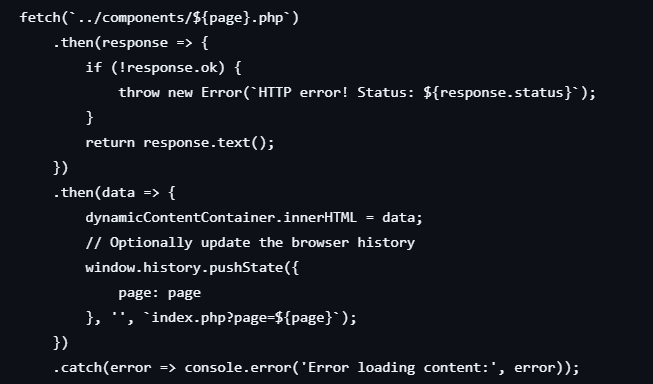 fetch(`../components/${page}.php`)
    .then(response => {
        if (!response.ok) {
            throw new Error(`HTTP error! Status: ${response.status}`);
        }
        return response.text();
    })
    .then(data => {
        dynamicContentContainer.innerHTML = data;
        // Optionally update the browser history
        window.history.pushState({
            page: page
        }, '', `index.php?page=${page}`);
    })
    .catch(error => console.error('Error loading content:', error));